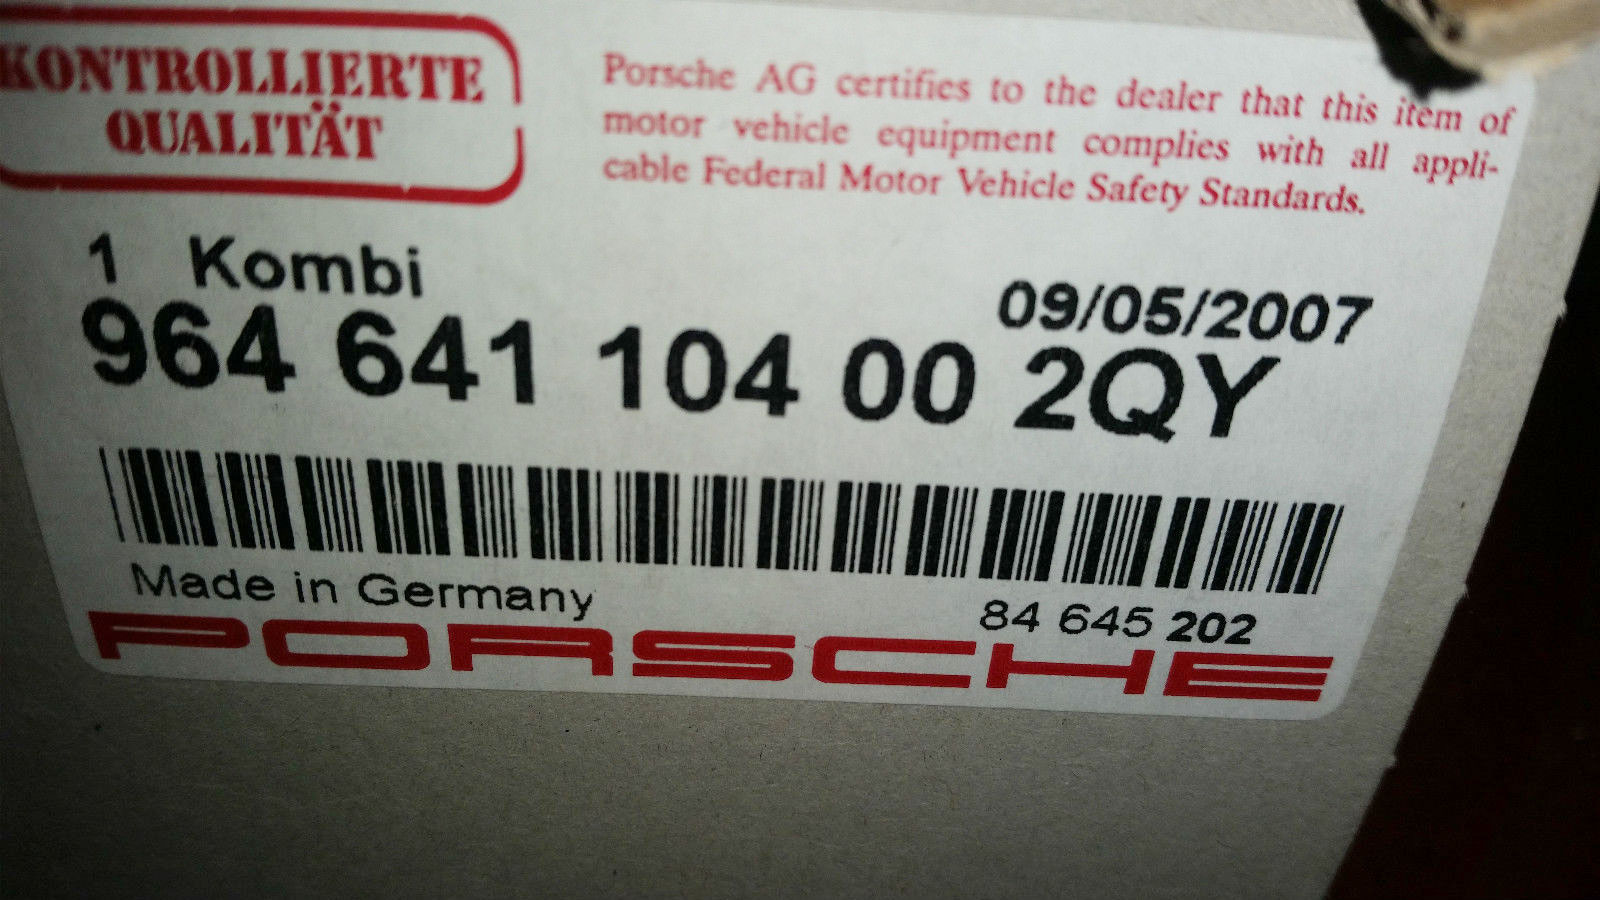 KONTROLLIERTE
QUALITÄT
Porsche AG certifies to the dealer that this item of
motor vehicle equipment complies with all appli-
cable Federal Motor Vehicle Safety Standards.
1 Kombi
09/05/2007
964 641 104 00 2QY
Made in Germany
84 645 202
PORSCHE